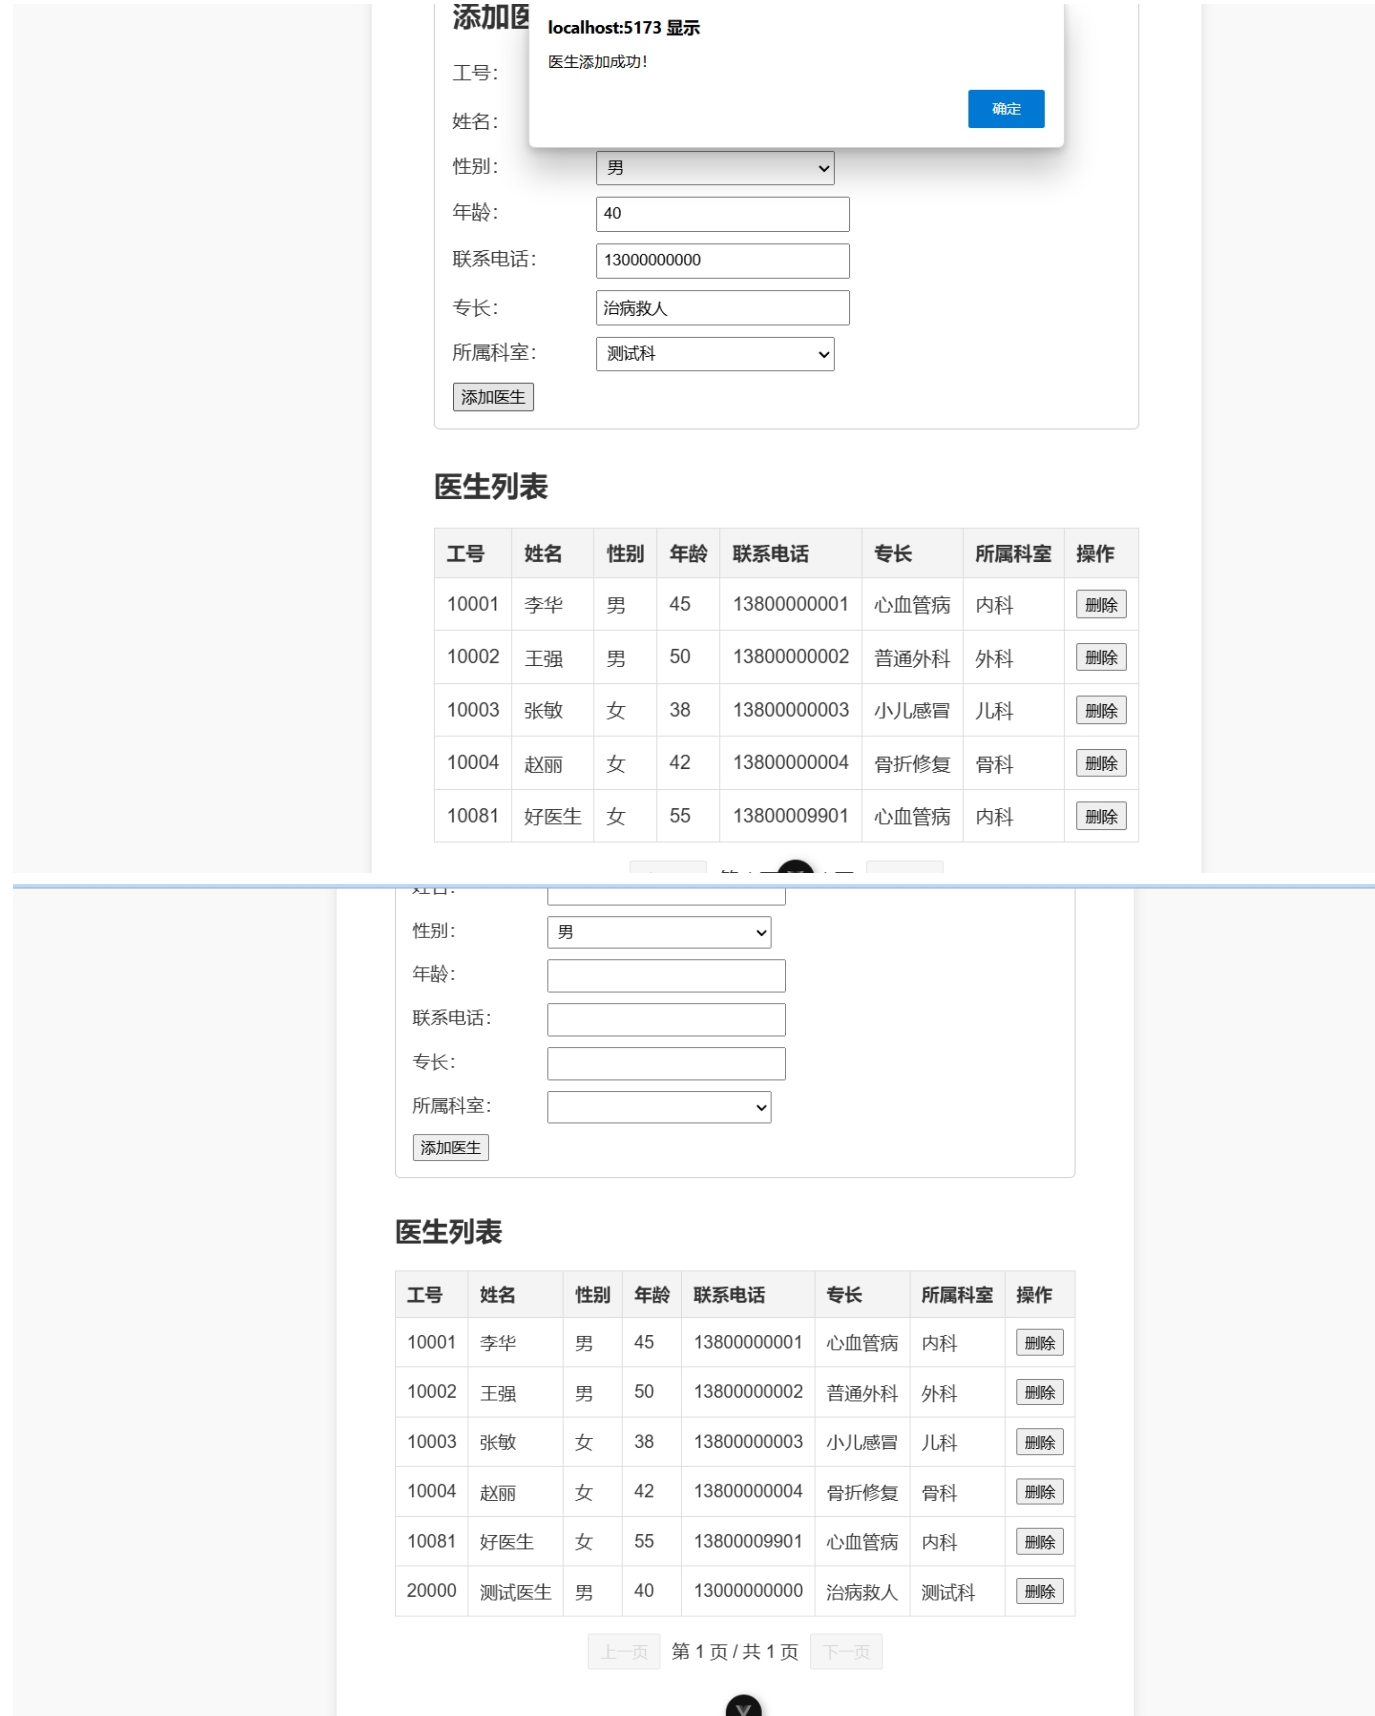 添加医
localhost:5173 显示
医生添加成功！
确定
工号：
姓名：
性别： 男
年龄： 40
联系电话： 13000000000
专长： 治病救人
所属科室： 测试科
添加医生
医生列表
工号 姓名 性别 年龄 联系电话 专长 所属科室 操作
10001 李华 男 45 13800000001 心血管病 内科 删除
10002 王强 男 50 13800000002 普通外科 外科 删除
10003 张敏 女 38 13800000003 小儿感冒 儿科 删除
10004 赵丽 女 42 13800000004 骨折修复 骨科 删除
10081 好医生 女 55 13800009901 心血管病 内科 删除
性别： 男
年龄：
联系电话：
专长：
所属科室：
添加医生
医生列表
工号 姓名 性别 年龄 联系电话 专长 所属科室 操作
10001 李华 男 45 13800000001 心血管病 内科 删除
10002 王强 男 50 13800000002 普通外科 外科 删除
10003 张敏 女 38 13800000003 小儿感冒 儿科 删除
10004 赵丽 女 42 13800000004 骨折修复 骨科 删除
10081 好医生 女 55 13800009901 心血管病 内科 删除
20000 测试医生 男 40 13000000000 治病救人 测试科 删除
上一页 第 1 页 / 共 1 页 下一页